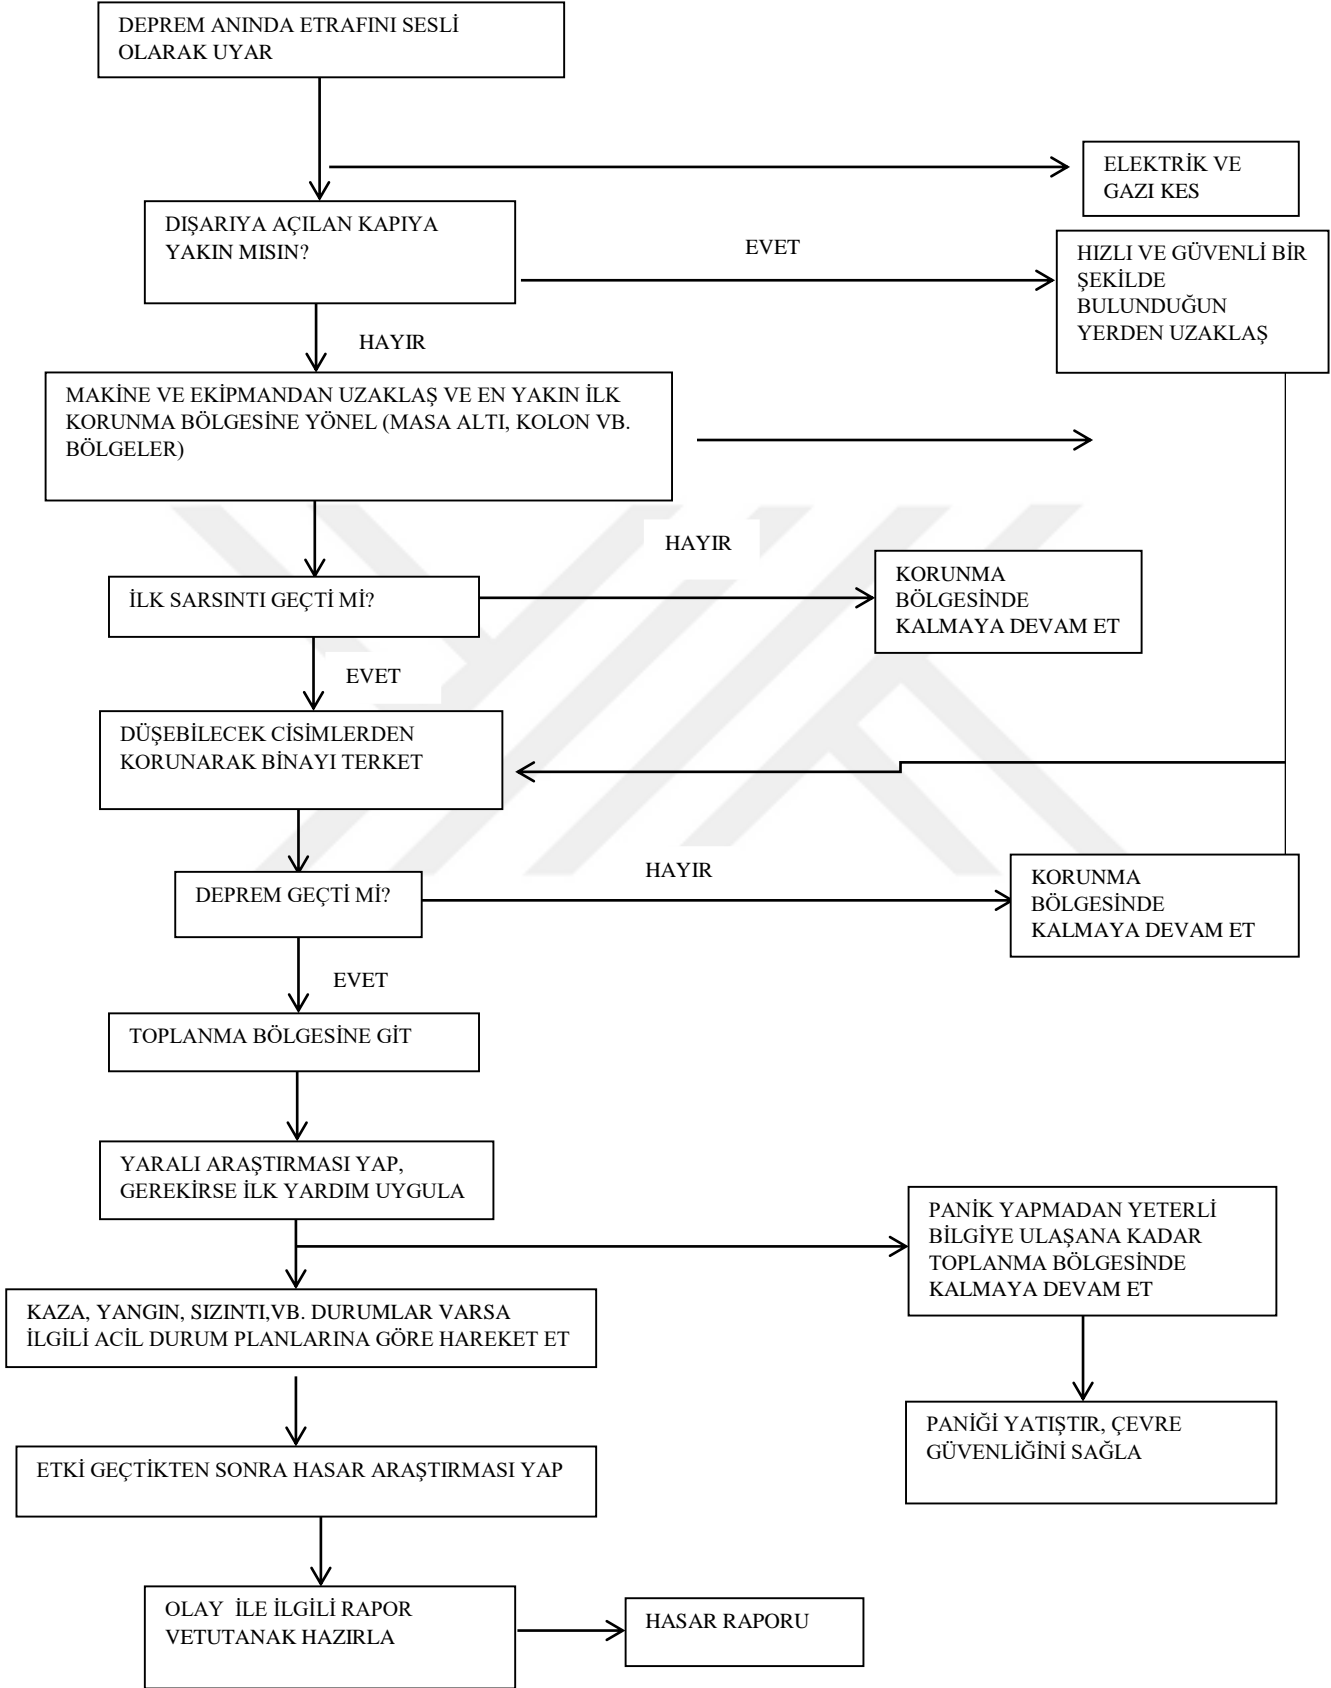 DEPREM ANINDA ETRAFINI SESLİ
OLARAK UYAR
ELEKTRİK VE
GAZI KES
DIŞARIYA AÇILAN KAPIYA
YAKIN MISIN?
EVET
HIZLI VE GÜVENLİ BİR
ŞEKİLDE
BULUNDUĞUN
YERDEN UZAKLAŞ
HAYIR
MAKİNE VE EKİPMANDAN UZAKLAŞ VE EN YAKIN İLK
KORUNMA BÖLGESİNE YÖNEL (MASA ALTI, KOLON VB.
BÖLGELER)
HAYIR
İLK SARSINTI GEÇTİ Mİ?
KORUNMA
BÖLGESİNDE
KALMAYA DEVAM ET
EVET
DÜŞEBİLECEK CİSİMLERDEN
KORUNARAK BİNAYI TERKET
HAYIR
DEPREM GEÇTİ Mİ?
KORUNMA
BÖLGESİNDE
KALMAYA DEVAM ET
EVET
TOPLANMA BÖLGESİNE GİT
YARALI ARAŞTIRMASI YAP,
GEREKİRSE İLK YARDIM UYGULA
PANİK YAPMADAN YETERLİ
BİLGİYE ULAŞANA KADAR
TOPLANMA BÖLGESİNDE
KALMAYA DEVAM ET
KAZA, YANGIN, SIZINTI,VB. DURUMLAR VARSA
İLGİLİ ACİL DURUM PLANLARINA GÖRE HAREKET ET
PANİĞİ YATIŞTIR, ÇEVRE
GÜVENLİĞİNİ SAĞLA
ETKİ GEÇTİKTEN SONRA HASAR ARAŞTIRMASI YAP
OLAY İLE İLGİLİ RAPOR
VETUTANAK HAZIRLA
HASAR RAPORU